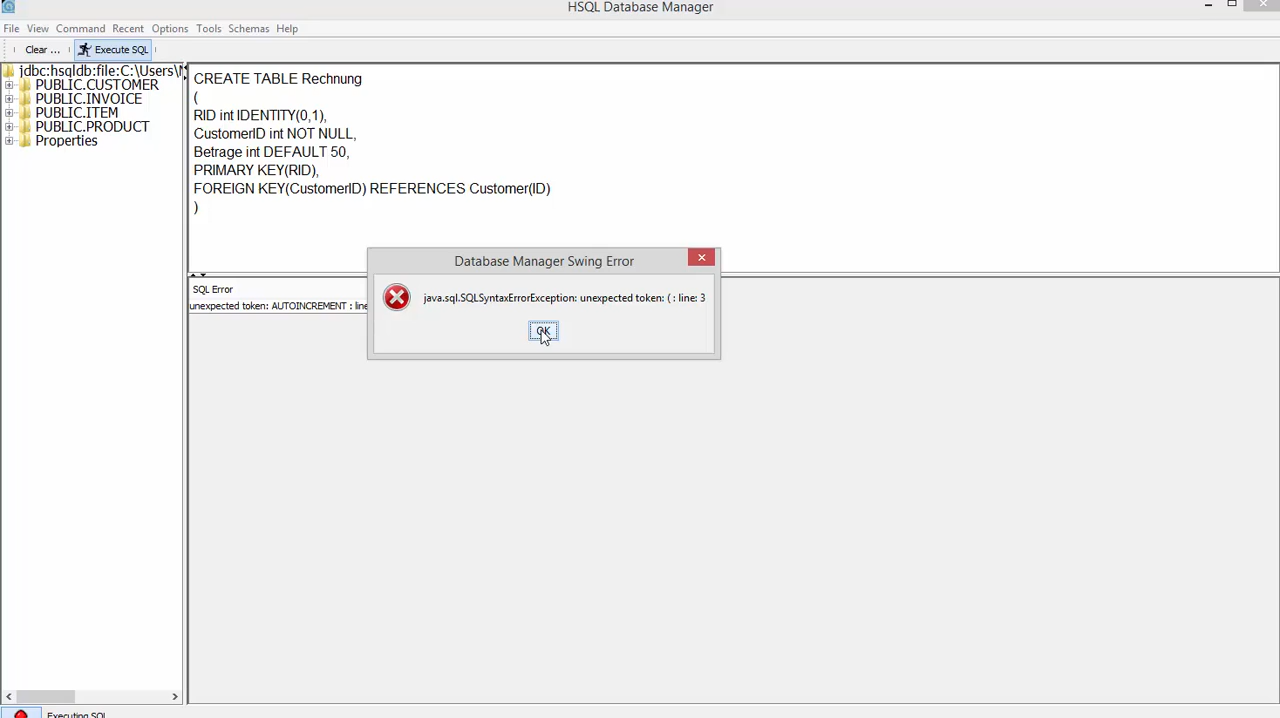 HSQL Database Manager
File View Command Recent Options Tools Schemas Help
Clear ... Execute SQL
jdbc:hsqldb:file:C:\Users\
PUBLIC.CUSTOMER
PUBLIC.INVOICE
PUBLIC.ITEM
PUBLIC.PRODUCT
Properties
CREATE TABLE Rechnung
(
RID int IDENTITY(0,1),
CustomerID int NOT NULL,
Betrage int DEFAULT 50,
PRIMARY KEY(RID),
FOREIGN KEY(CustomerID) REFERENCES Customer(ID)
)
Database Manager Swing Error
java.sql.SQLSyntaxErrorException: unexpected token: ( : line: 3
OK
SQL Error
unexpected token: AUTOINCREMENT : line
Executing SQL